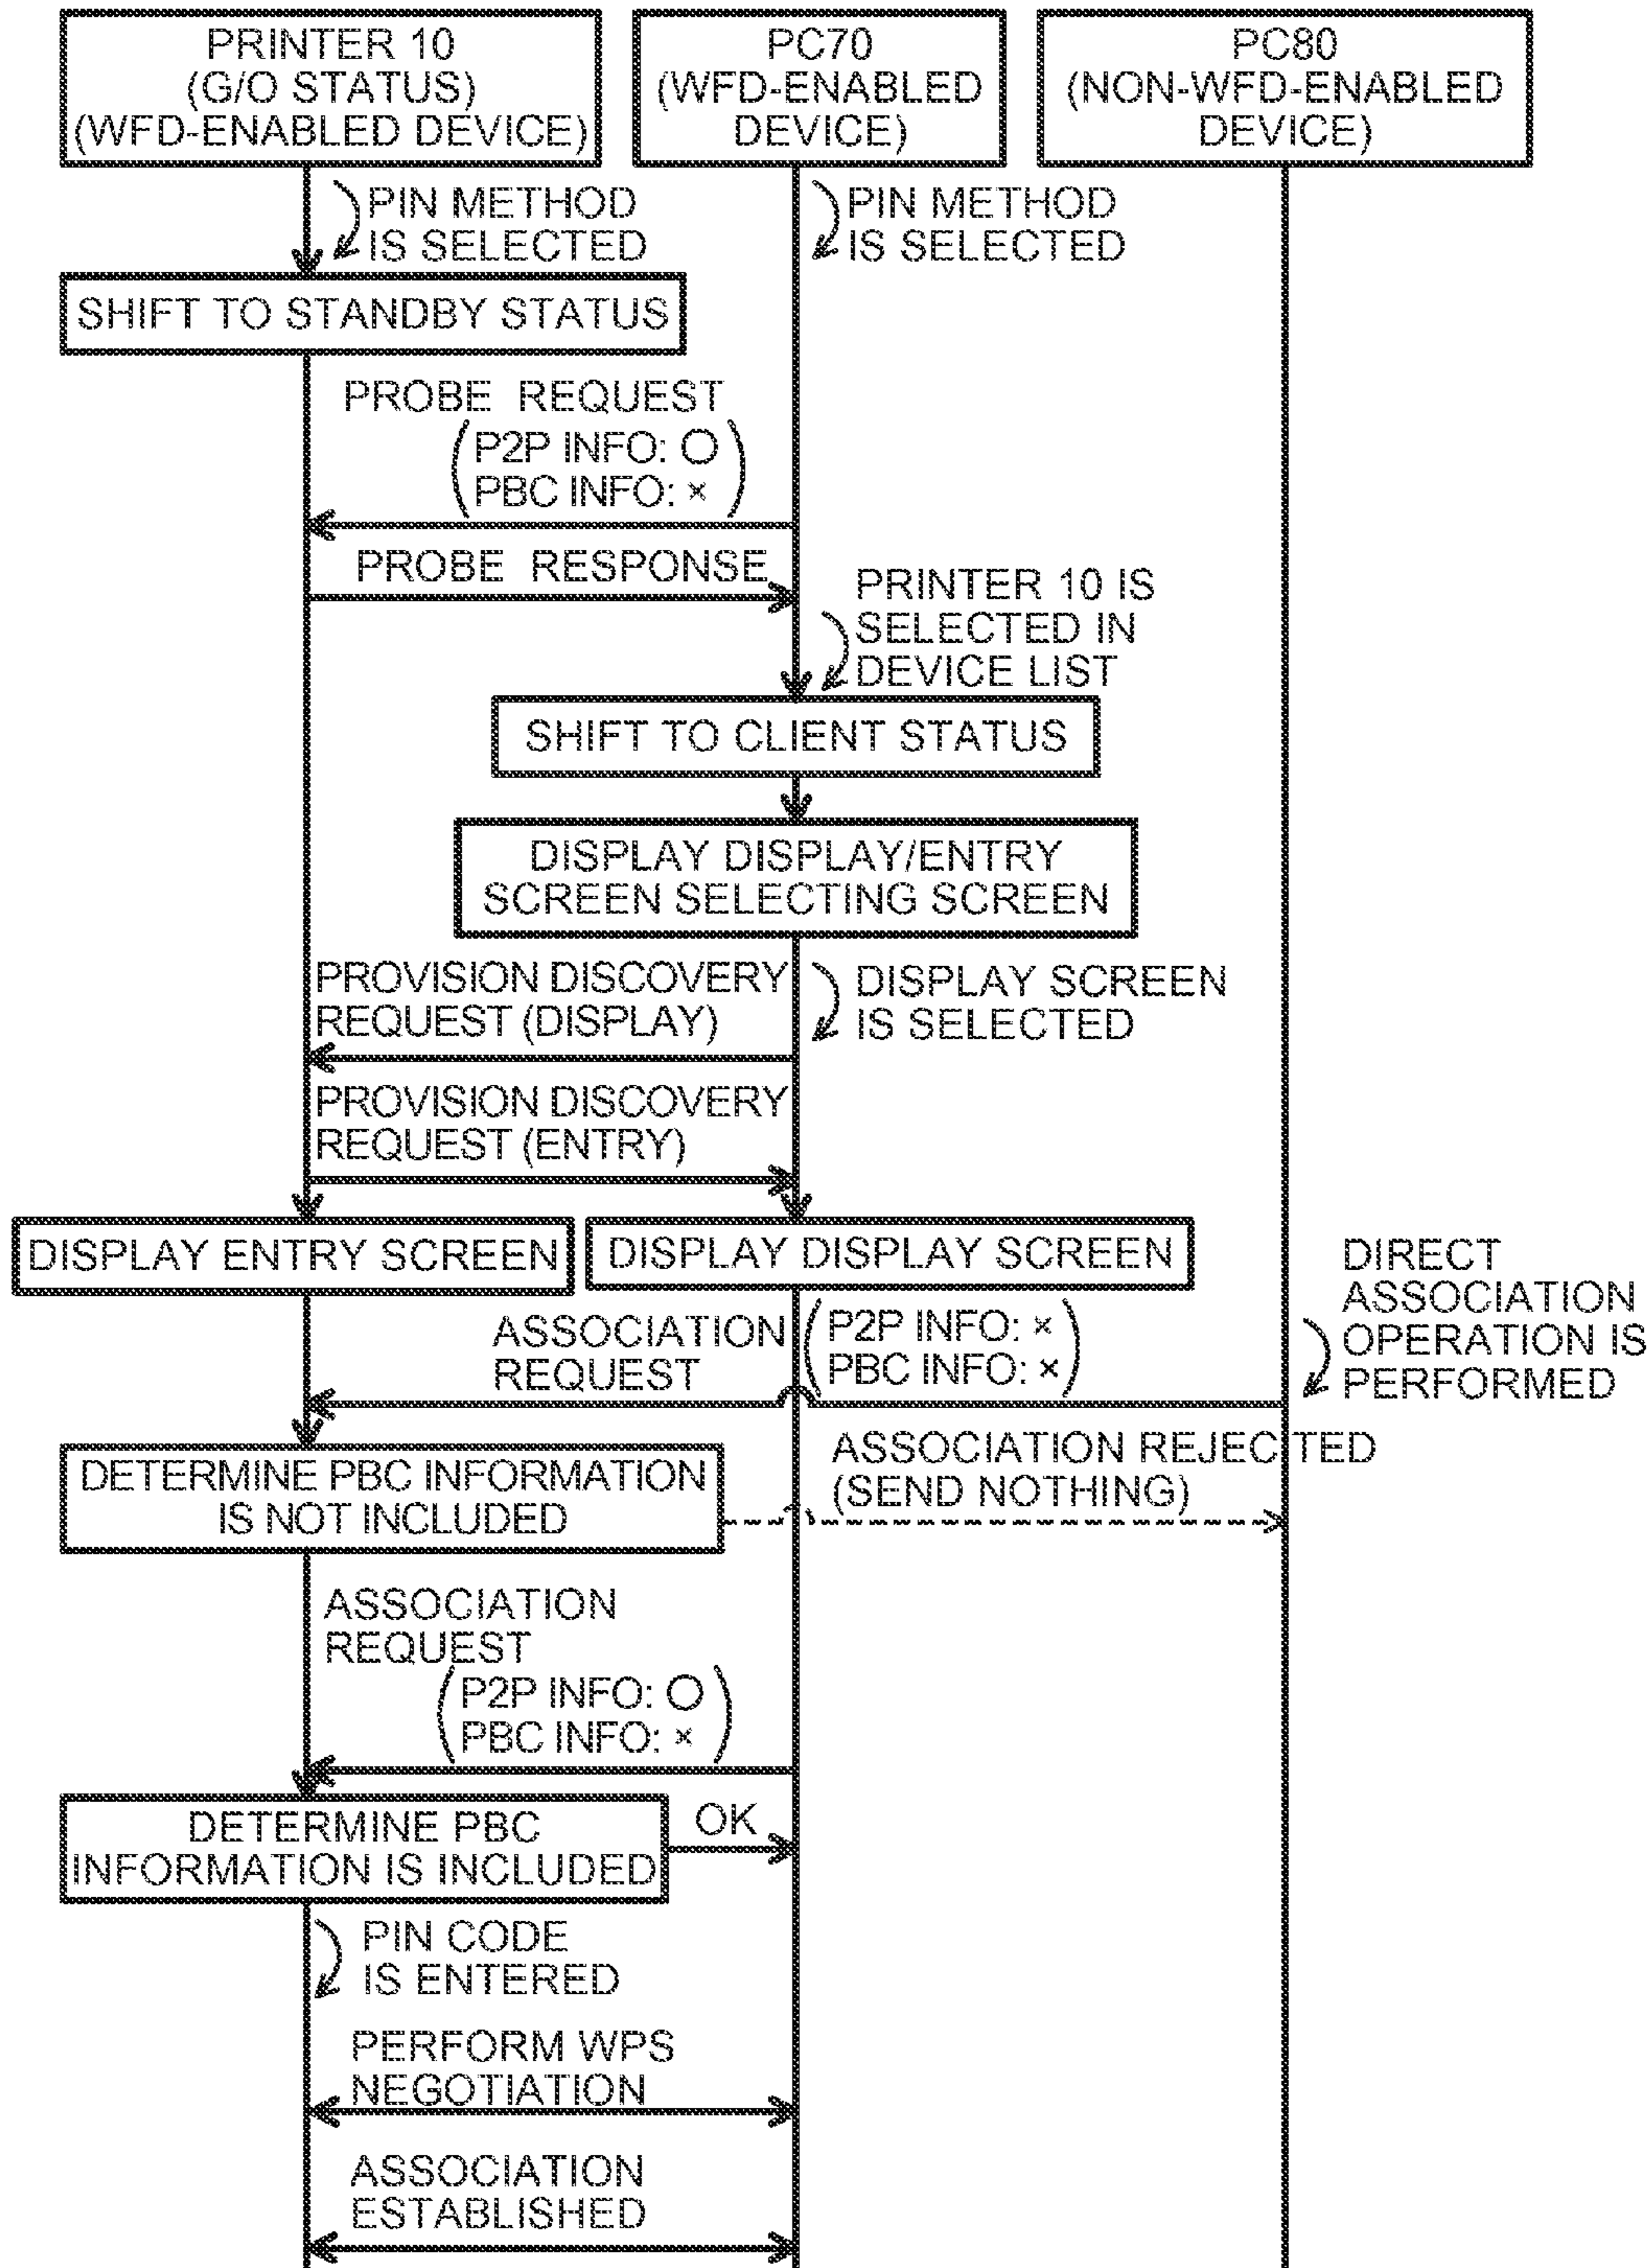 PRINTER 10
(G/O STATUS)
(WFD-ENABLED DEVICE)
PC70
(WFD-ENABLED
DEVICE)
PC80
(NON-WFD-ENABLED
DEVICE)
PIN METHOD
IS SELECTED
PIN METHOD
IS SELECTED
SHIFT TO STANDBY STATUS
PROBE REQUEST
(P2P INFO: ○
PBC INFO: ×)
PROBE RESPONSE
PRINTER 10 IS
SELECTED IN
DEVICE LIST
SHIFT TO CLIENT STATUS
DISPLAY DISPLAY/ENTRY
SCREEN SELECTING SCREEN
PROVISION DISCOVERY
REQUEST (DISPLAY)
DISPLAY SCREEN
IS SELECTED
PROVISION DISCOVERY
REQUEST (ENTRY)
DISPLAY ENTRY SCREEN
DISPLAY DISPLAY SCREEN
DIRECT
ASSOCIATION
OPERATION IS
PERFORMED
ASSOCIATION
REQUEST
(P2P INFO: ×
PBC INFO: ×)
DETERMINE PBC INFORMATION
IS NOT INCLUDED
ASSOCIATION REJECTED
(SEND NOTHING)
ASSOCIATION
REQUEST
(P2P INFO: ○
PBC INFO: ×)
DETERMINE PBC
INFORMATION IS INCLUDED
OK
PIN CODE
IS ENTERED
PERFORM WPS
NEGOTIATION
ASSOCIATION
ESTABLISHED